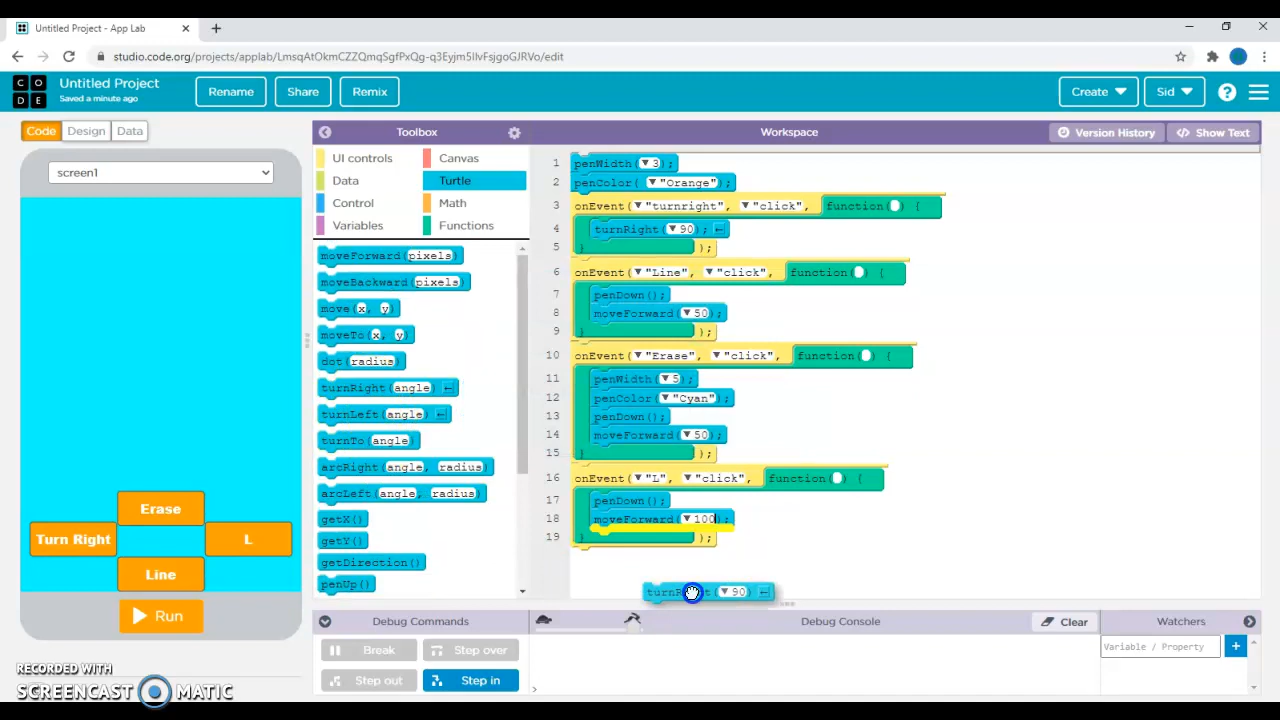 Untitled Project - App Lab
studio.code.org/projects/applab/LmsqAtOkmCZZQmqSgfPxQg-q3Eyjm5IlvFsjgoGJRVo/edit
C O D E
Untitled Project
Saved a minute ago
Rename
Share
Remix
Create
Sid
?
Code
Design
Data
Toolbox
Workspace
Version History
</> Show Text
screen1
UI controls
Canvas
Data
Turtle
Control
Math
Variables
Functions
moveForward(pixels)
moveBackward(pixels)
move(x, y)
moveTo(x, y)
dot(radius)
turnRight(angle)
turnLeft(angle)
turnTo(angle)
arcRight(angle, radius)
arcLeft(angle, radius)
getX()
getY()
getDirection()
penUp()
1 penWidth(3);
2 penColor("Orange");
3 onEvent("turnright", "click", function() {
4 turnRight(90);
5 } );
6 onEvent("Line", "click", function() {
7 penDown();
8 moveForward(50);
9 } );
10 onEvent("Erase", "click", function() {
11 penWidth(5);
12 penColor("Cyan");
13 penDown();
14 moveForward(50);
15 } );
16 onEvent("L", "click", function() {
17 penDown();
18 moveForward(100);
19 } );
90)
Erase
Turn Right
L
Line
Run
Debug Commands
Debug Console
Clear
Watchers
Break
Step over
Step out
Step in
Variable / Property
RECORDED WITH
SCREENCAST MATIC